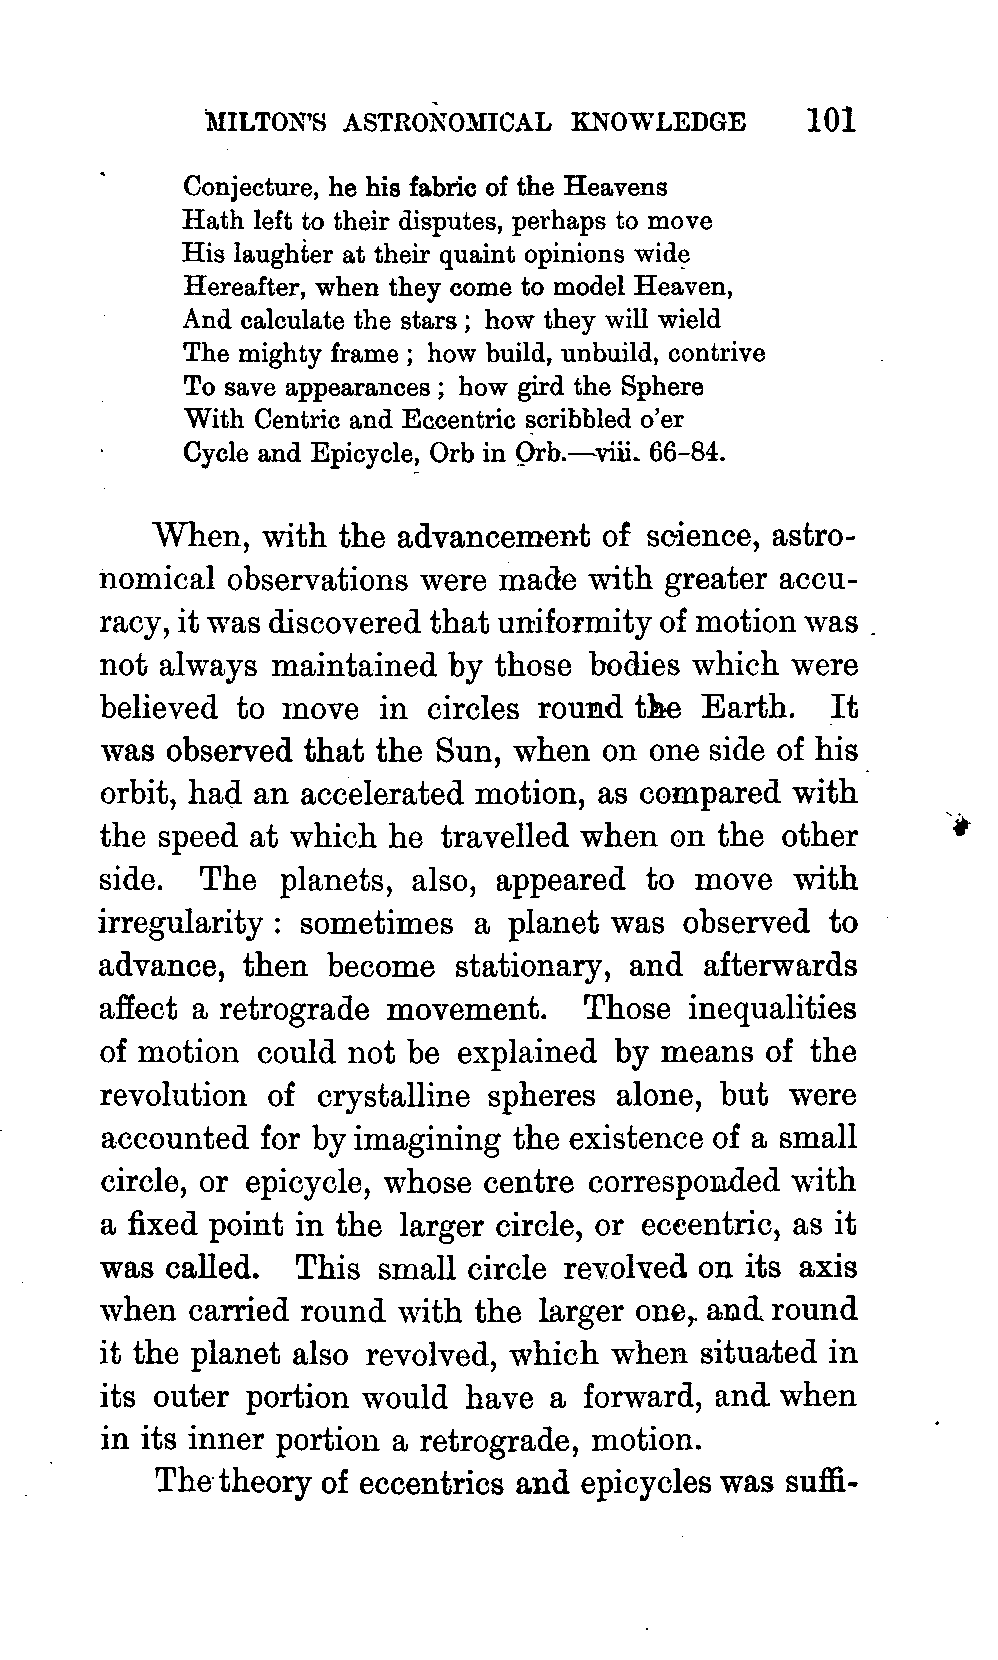 MILTON'S ASTRONOMICAL KNOWLEDGE 101
Conjecture, he his fabric of the Heavens
Hath left to their disputes, perhaps to move
His laughter at their quaint opinions wide
Hereafter, when they come to model Heaven,
And calculate the stars ; how they will wield
The mighty frame ; how build, unbuild, contrive
To save appearances ; how gird the Sphere
With Centric and Eccentric scribbled o'er
Cycle and Epicycle, Orb in Orb.—viii. 66-84.
When, with the advancement of science, astro-
nomical observations were made with greater accu-
racy, it was discovered that uniformity of motion was
not always maintained by those bodies which were
believed to move in circles round the Earth. It
was observed that the Sun, when on one side of his
orbit, had an accelerated motion, as compared with
the speed at which he travelled when on the other
side. The planets, also, appeared to move with
irregularity : sometimes a planet was observed to
advance, then become stationary, and afterwards
affect a retrograde movement. Those inequalities
of motion could not be explained by means of the
revolution of crystalline spheres alone, but were
accounted for by imagining the existence of a small
circle, or epicycle, whose centre corresponded with
a fixed point in the larger circle, or eccentric, as it
was called. This small circle revolved on its axis
when carried round with the larger one, and round
it the planet also revolved, which when situated in
its outer portion would have a forward, and when
in its inner portion a retrograde, motion.
The theory of eccentrics and epicycles was suffi-